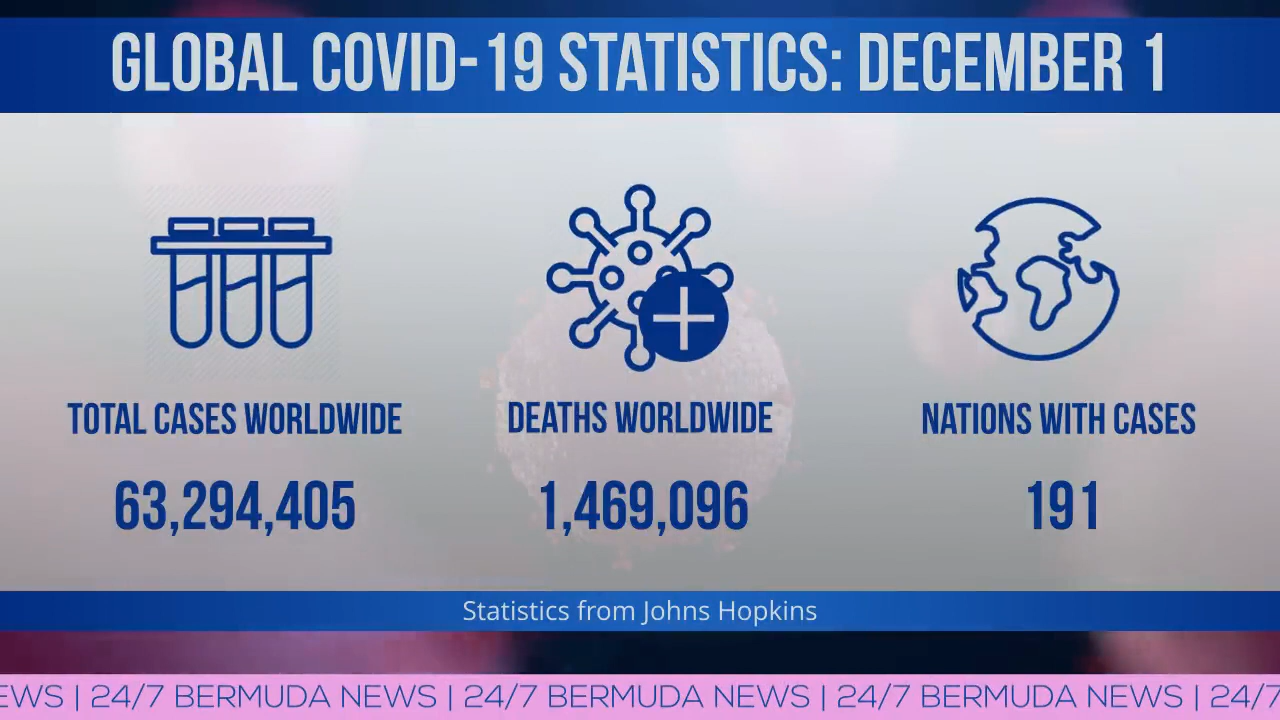 GLOBAL COVID-19 STATISTICS: DECEMBER 1
TOTAL CASES WORLDWIDE
63,294,405
DEATHS WORLDWIDE
1,469,096
NATIONS WITH CASES
191
Statistics from Johns Hopkins
EWS | 24/7 BERMUDA NEWS | 24/7 BERMUDA NEWS | 24/7 BERMUDA NEWS | 24/7